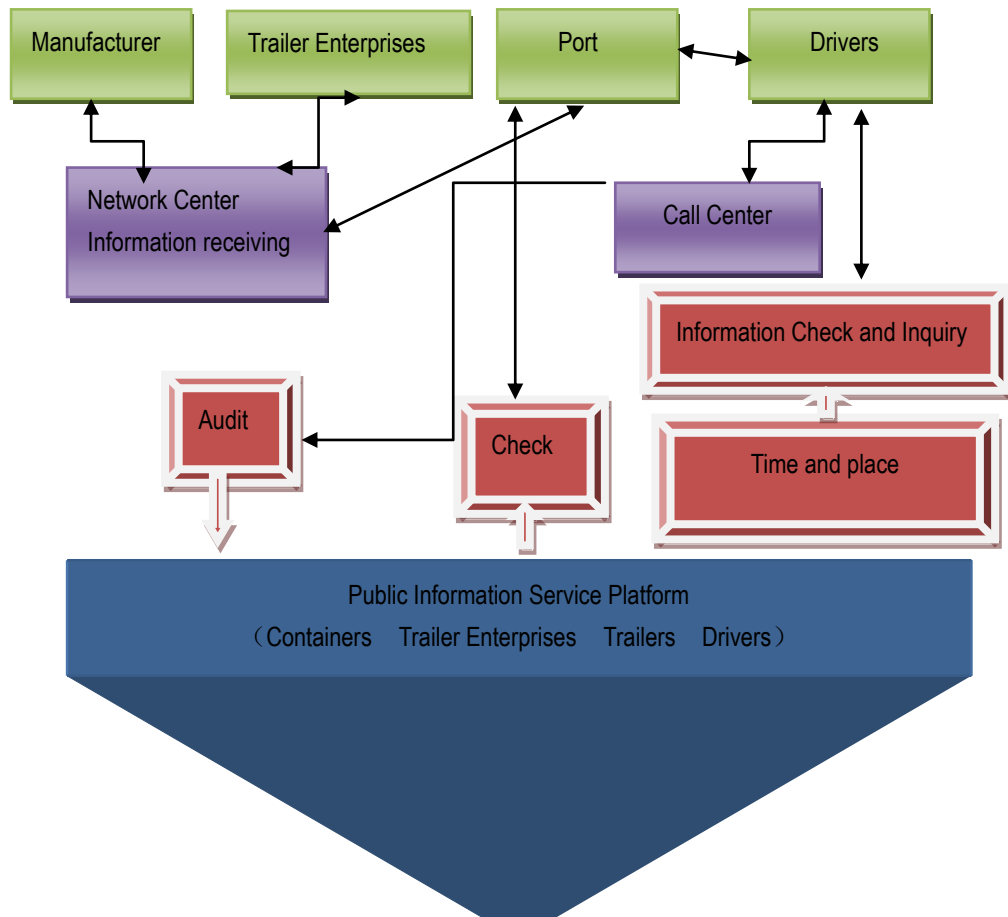 Manufacturer
Trailer Enterprises
Port
Drivers
Network Center
Information receiving
Call Center
Information Check and Inquiry
Audit
Check
Time and place
Public Information Service Platform
（Containers Trailer Enterprises Trailers Drivers）